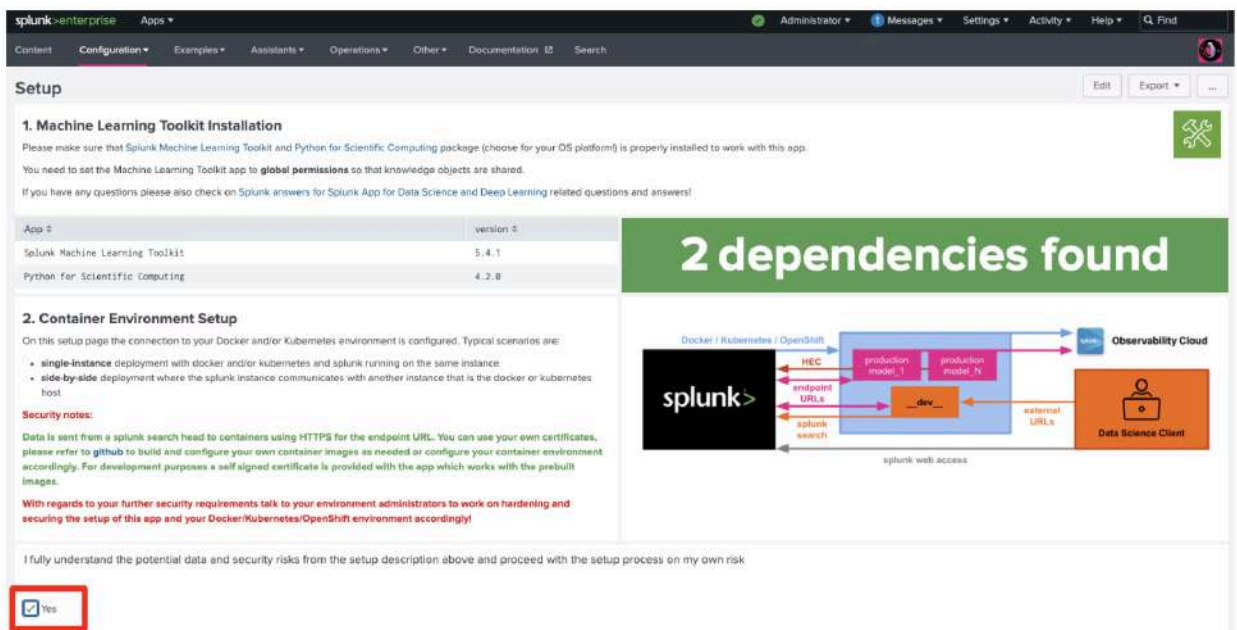 splunk>enterprise Apps ▾
Administrator ▾ 1 Messages ▾ Settings ▾ Activity ▾ Help ▾ Find
Content Configuration ▾ Examples ▾ Assistants ▾ Operations ▾ Other ▾ Documentation Search
Setup
Edit Export ▾ ...
1. Machine Learning Toolkit Installation
Please make sure that Splunk Machine Learning Toolkit and Python for Scientific Computing package (choose for your OS platform!) is properly installed to work with this app.
You need to set the Machine Learning Toolkit app to global permissions so that knowledge objects are shared.
If you have any questions please also check on Splunk answers for Splunk App for Data Science and Deep Learning related questions and answers!
App version
Splunk Machine Learning Toolkit 5.4.1
Python for Scientific Computing 4.2.0
2 dependencies found
2. Container Environment Setup
On this setup page the connection to your Docker and/or Kubernetes environment is configured. Typical scenarios are:
• single-instance deployment with docker and/or kubernetes and splunk running on the same instance
• side-by-side deployment where the splunk instance communicates with another instance that is the docker or kubernetes
host
Security notes:
Data is sent from a splunk search head to containers using HTTPS for the endpoint URL. You can use your own certificates,
please refer to github to build and configure your own container images as needed or configure your container environment
accordingly. For development purposes a self signed certificate is provided with the app which works with the prebuilt
images.
With regards to your further security requirements talk to your environment administrators to work on hardening and
securing the setup of this app and your Docker/Kubernetes/OpenShift environment accordingly!
Docker / Kubernetes / OpenShift
Observability Cloud
HEC
production
model_1
production
model_N
splunk>
endpoint
URLs
__dev__
splunk
search
external
URLs
Data Science Client
splunk web access
I fully understand the potential data and security risks from the setup description above and proceed with the setup process on my own risk
Yes